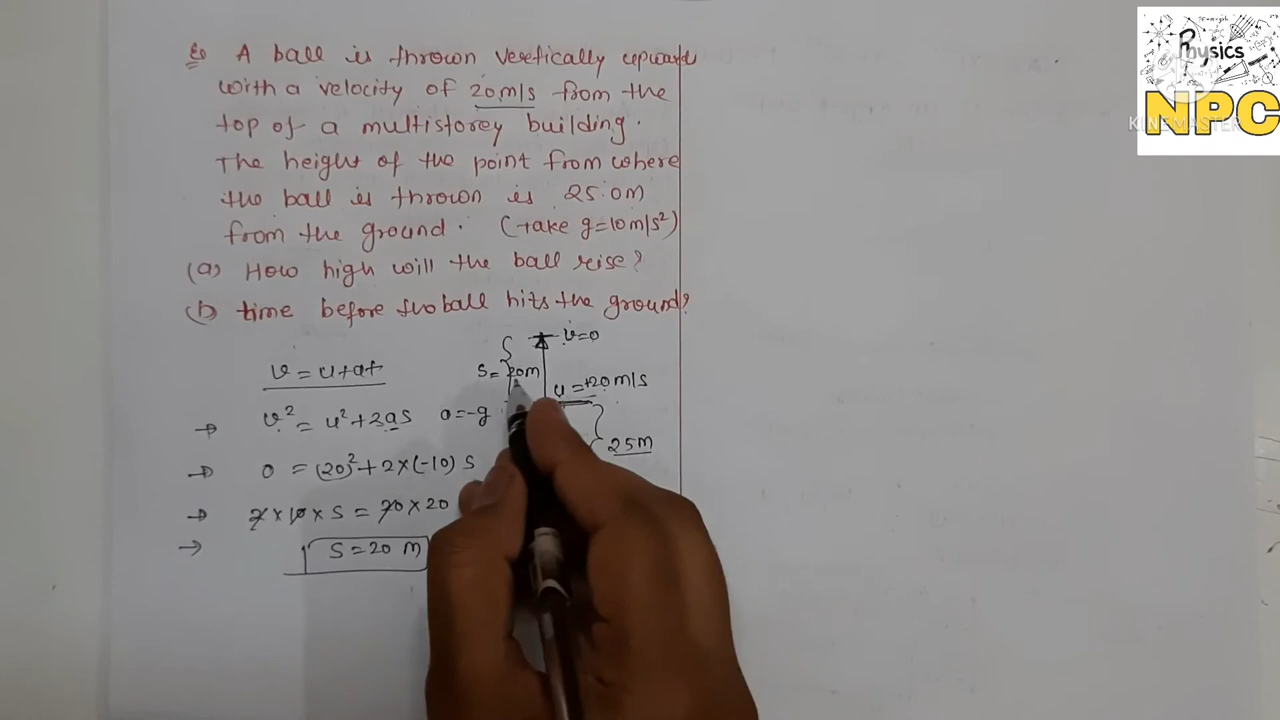 Ex A ball is thrown vertically upward
with a velocity of 20m/s from the
top of a multistorey building.
The height of the point from where
the ball is thrown is 25.0m
from the ground. (take g=10m/s²)
(a) How high will the ball rise?
(b) time before the ball hits the ground?
v = u+at
→ v² = u²+2as a=-g
→ 0 = (20)²+2×(-10) s
→ 2×10×s = 20×20
→ s=20 m
v=0
s= 20m
u=+20m/s
25m
Physics
NPC
KINEMASTER